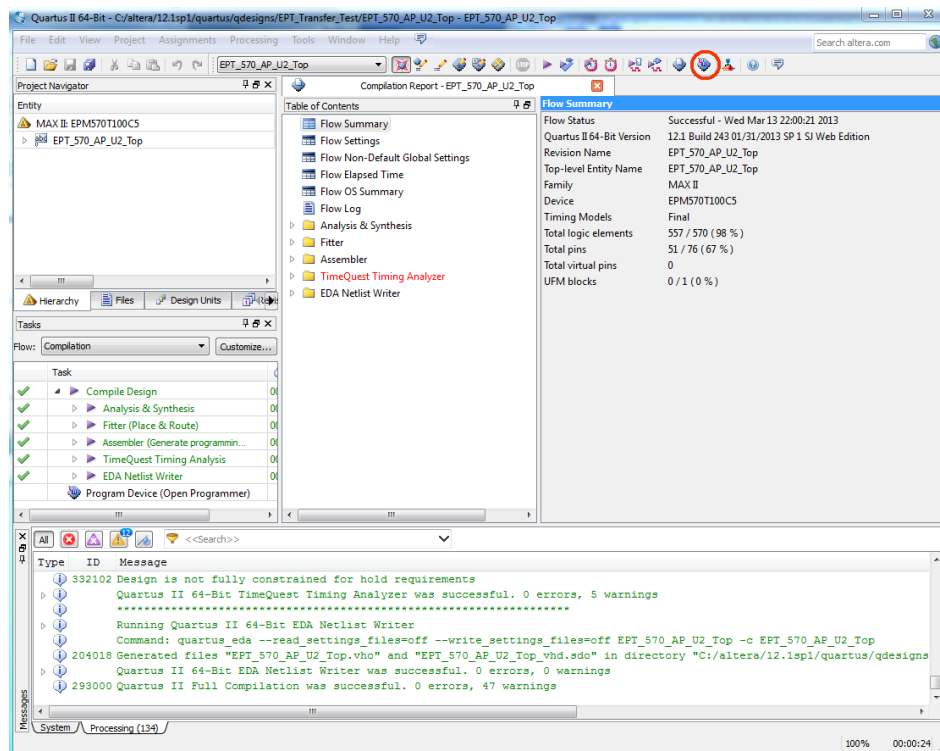 Quartus II 64-Bit - C:/altera/12.1sp1/quartus/qdesigns/EPT_Transfer_Test/EPT_570_AP_U2_Top - EPT_570_AP_U2_Top
File Edit View Project Assignments Processing Tools Window Help
Search altera.com
EPT_570_AP_U2_Top
Project Navigator
Entity
MAX II: EPM570T100C5
EPT_570_AP_U2_Top
Hierarchy Files Design Units
Tasks
Flow: Compilation Customize...
Task
Compile Design
Analysis & Synthesis
Fitter (Place & Route)
Assembler (Generate programmin...
TimeQuest Timing Analysis
EDA Netlist Writer
Program Device (Open Programmer)
Compilation Report - EPT_570_AP_U2_Top
Table of Contents
Flow Summary
Flow Settings
Flow Non-Default Global Settings
Flow Elapsed Time
Flow OS Summary
Flow Log
Analysis & Synthesis
Fitter
Assembler
TimeQuest Timing Analyzer
EDA Netlist Writer
Flow Summary
Flow Status Successful - Wed Mar 13 22:00:21 2013
Quartus II 64-Bit Version 12.1 Build 243 01/31/2013 SP 1 SJ Web Edition
Revision Name EPT_570_AP_U2_Top
Top-level Entity Name EPT_570_AP_U2_Top
Family MAX II
Device EPM570T100C5
Timing Models Final
Total logic elements 557 / 570 ( 98 % )
Total pins 51 / 76 ( 67 % )
Total virtual pins 0
UFM blocks 0 / 1 ( 0 % )
All 12 <<Search>>
Type ID Message
332102 Design is not fully constrained for hold requirements
Quartus II 64-Bit TimeQuest Timing Analyzer was successful. 0 errors, 5 warnings
*******************************************************************
Running Quartus II 64-Bit EDA Netlist Writer
Command: quartus_eda --read_settings_files=off --write_settings_files=off EPT_570_AP_U2_Top -c EPT_570_AP_U2_Top
204018 Generated files "EPT_570_AP_U2_Top.vho" and "EPT_570_AP_U2_Top_vhd.sdo" in directory "C:/altera/12.1sp1/quartus/qdesigns
Quartus II 64-Bit EDA Netlist Writer was successful. 0 errors, 0 warnings
293000 Quartus II Full Compilation was successful. 0 errors, 47 warnings
Messages
System Processing (134)
100% 00:00:24